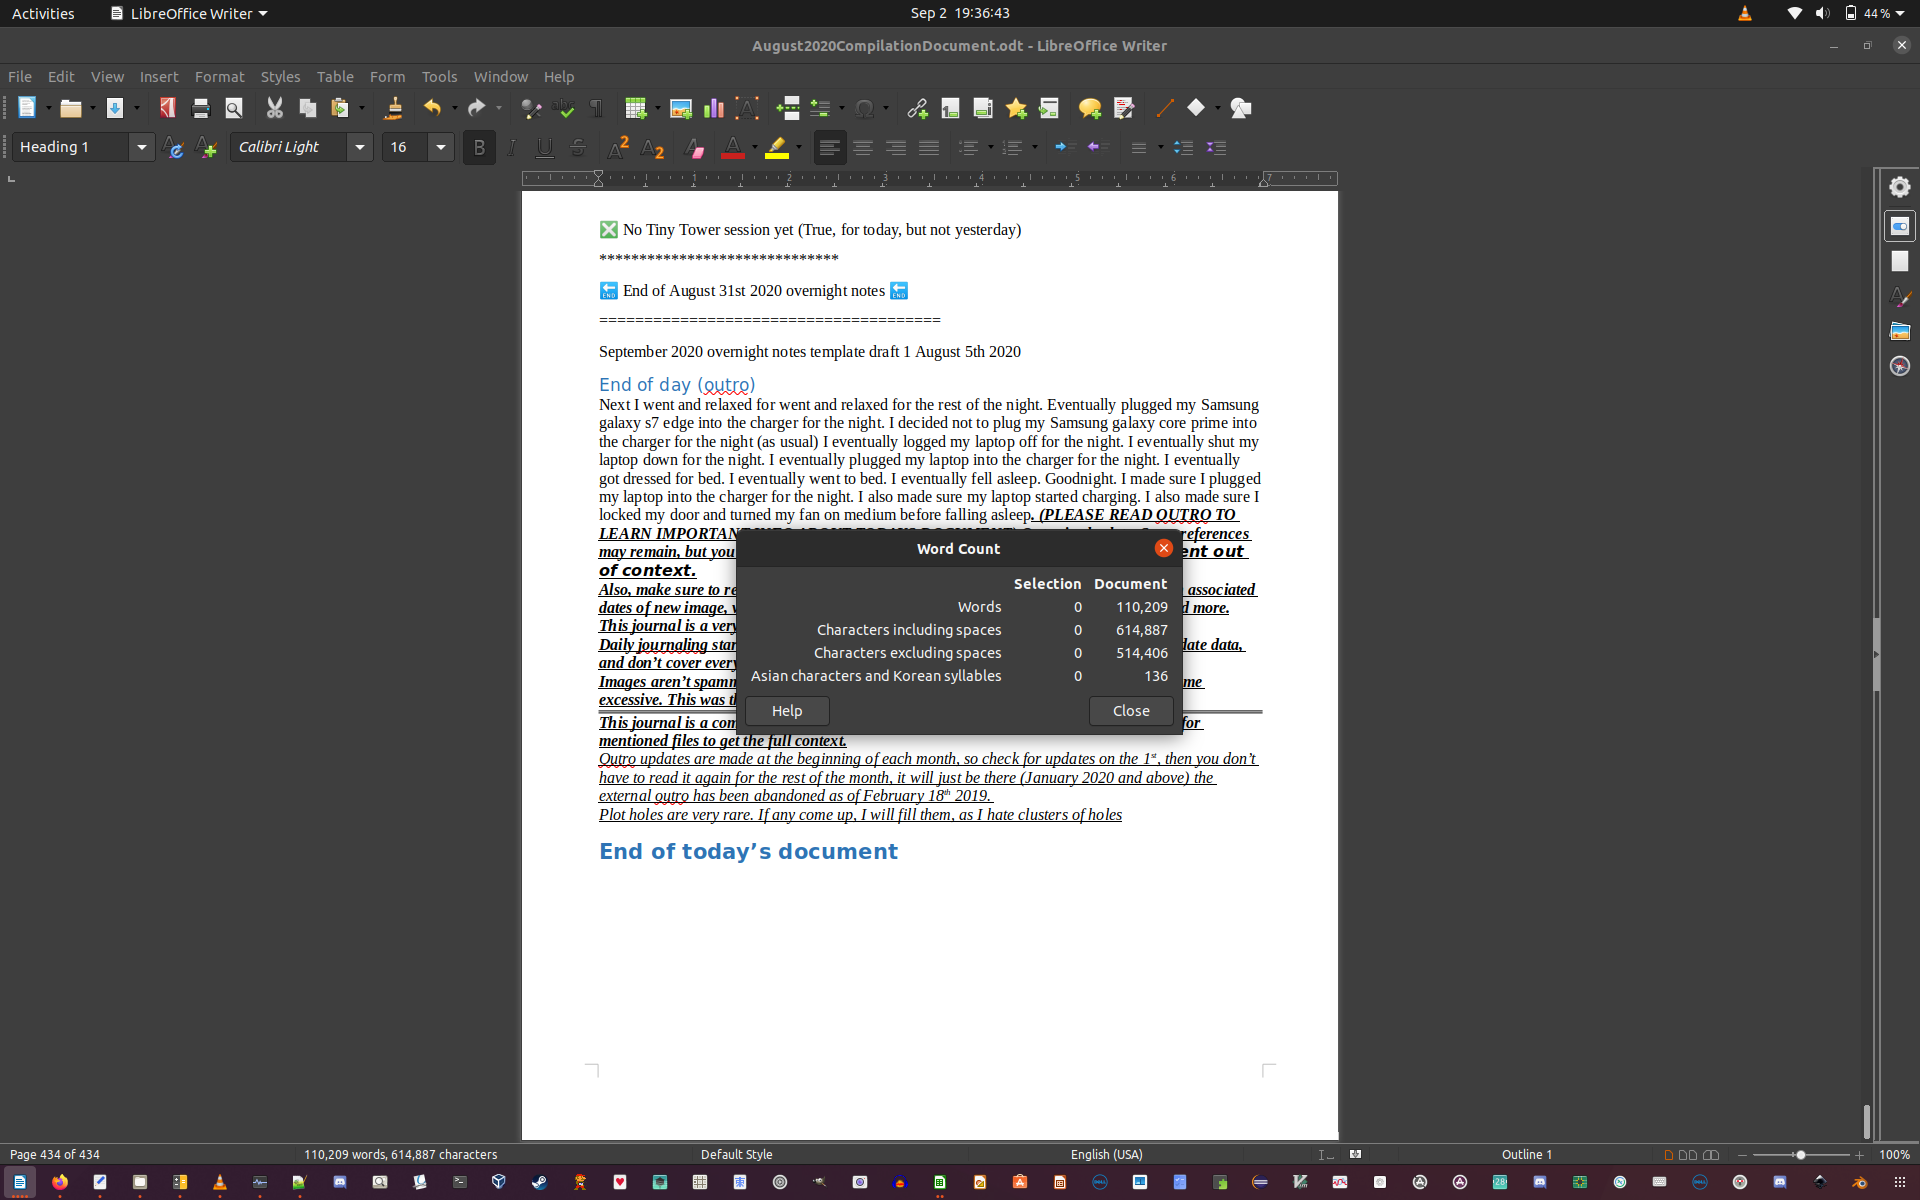 Activities LibreOffice Writer Sep 2 19:36:43 44%
August2020CompilationDocument.odt - LibreOffice Writer
File Edit View Insert Format Styles Table Form Tools Window Help
Heading 1 Calibri Light 16
1 2 3 4 5 6 7
No Tiny Tower session yet (True, for today, but not yesterday)
******************************
End of August 31st 2020 overnight notes
======================================
September 2020 overnight notes template draft 1 August 5th 2020
End of day (outro)
Next I went and relaxed for went and relaxed for the rest of the night. Eventually plugged my Samsung
galaxy s7 edge into the charger for the night. I decided not to plug my Samsung galaxy core prime into
the charger for the night (as usual) I eventually logged my laptop off for the night. I eventually shut my
laptop down for the night. I eventually plugged my laptop into the charger for the night. I eventually
got dressed for bed. I eventually went to bed. I eventually fell asleep. Goodnight. I made sure I plugged
my laptop into the charger for the night. I also made sure my laptop started charging. I also made sure I
locked my door and turned my fan on medium before falling asleep. (PLEASE READ OUTRO TO
LEARN IMPORTANT references
may remain, but you ent out
of context.
Also, make sure to re associated
dates of new image, d more.
This journal is a very
Daily journaling star date data,
and don't cover every
Images aren't spamm me
excessive. This was th
This journal is a com for
mentioned files to get the full context.
Outro updates are made at the beginning of each month, so check for updates on the 1st, then you don't
have to read it again for the rest of the month, it will just be there (January 2020 and above) the
external outro has been abandoned as of February 18th 2019.
Plot holes are very rare. If any come up, I will fill them, as I hate clusters of holes
End of today's document
Word Count
Selection Document
Words 0 110,209
Characters including spaces 0 614,887
Characters excluding spaces 0 514,406
Asian characters and Korean syllables 0 136
Help Close
Page 434 of 434 110,209 words, 614,887 characters Default Style English (USA) Outline 1 100%